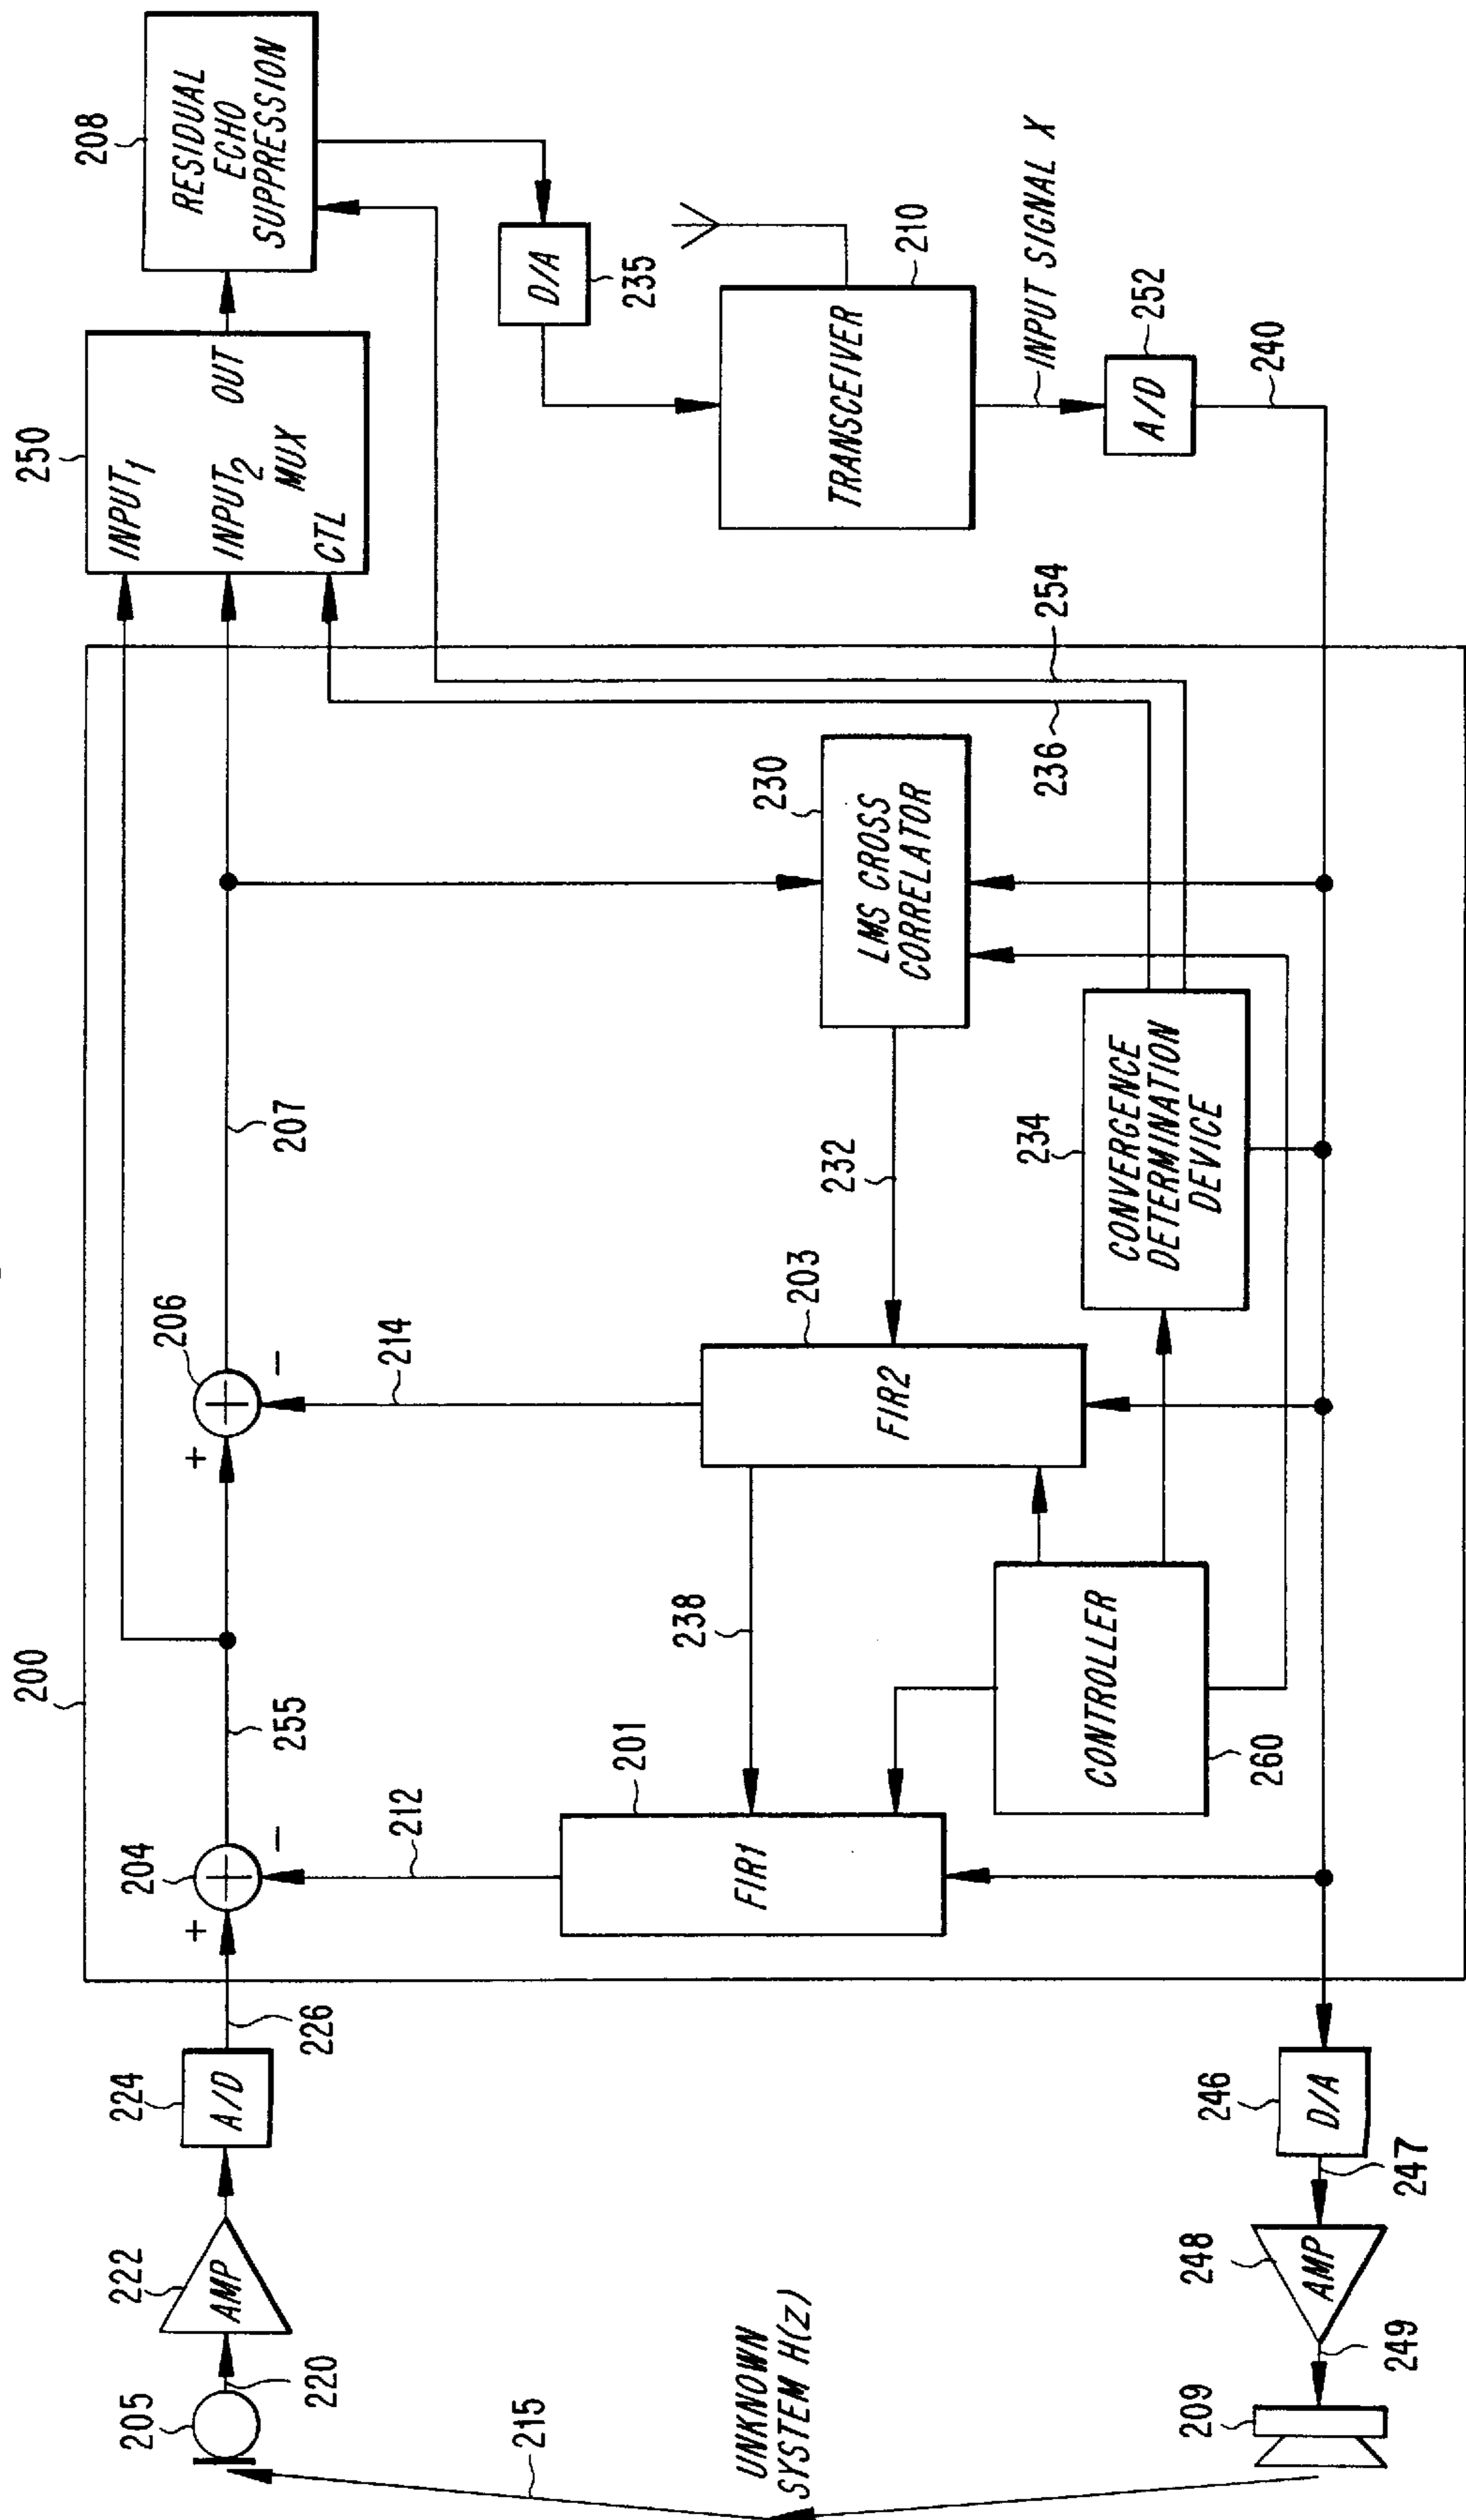 205
220
222
AMP
224
A/D
226
204
+
−
255
212
200
206
+
−
207
214
201
FIR1
238
203
FIR2
232
230
LMS CROSS
CORRELATOR
CONTROLLER
260
234
CONVERGENCE
DETERMINATION
DEVICE
236
254
250
INPUT1
INPUT2
OUT
MUX
CTL
208
RESIDUAL
ECHO
SUPPRESSION
D/A
235
TRANSCEIVER
210
INPUT SIGNAL X
A/D
252
240
215
UNKNOWN
SYSTEM H(z)
209
249
248
AMP
247
246
D/A